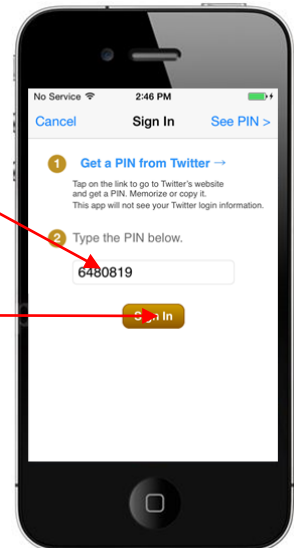 No Service 2:46 PM
Cancel Sign In See PIN >
1 Get a PIN from Twitter →
Tap on the link to go to Twitter's website
and get a PIN. Memorize or copy it.
This app will not see your Twitter login information.
2 Type the PIN below.
6480819
Sign In